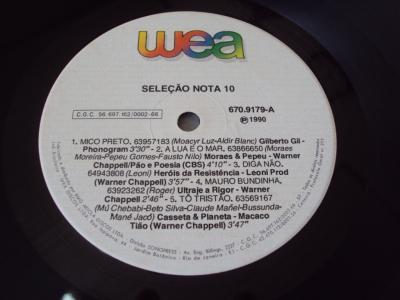 wea
SELEÇÃO NOTA 10
C.G.C. 56.697.162/0002-66
670.9179-A
℗ 1990
1. MICO PRETO, 63957183 (Moacyr Luz-Aldir Blanc) Gilberto Gil -
Phonogram 3'30" - 2. A LUA E O MAR. 63866650 (Moraes
Moreira-Pepeu Gomes-Fausto Nilo) Moraes & Pepeu - Warner
Chappell/Pão e Poesia (CBS) 4'10" - 3. DIGA NÃO.
64943808 (Leoni) Heróis da Resistência - Leoni Prod
(Warner Chappell) 3'57" - 4. MAURO BUNDINHA.
63923262 (Roger) Ultraje a Rigor - Warner
Chappell 2'46" - 5. TÔ TRISTÃO. 63569167
(Mú Chebabi-Beto Silva-Claude Mañel-Bussunda-
Mané Jacó) Casseta & Planeta - Macaco
Tião (Warner Chappell) 3'47"